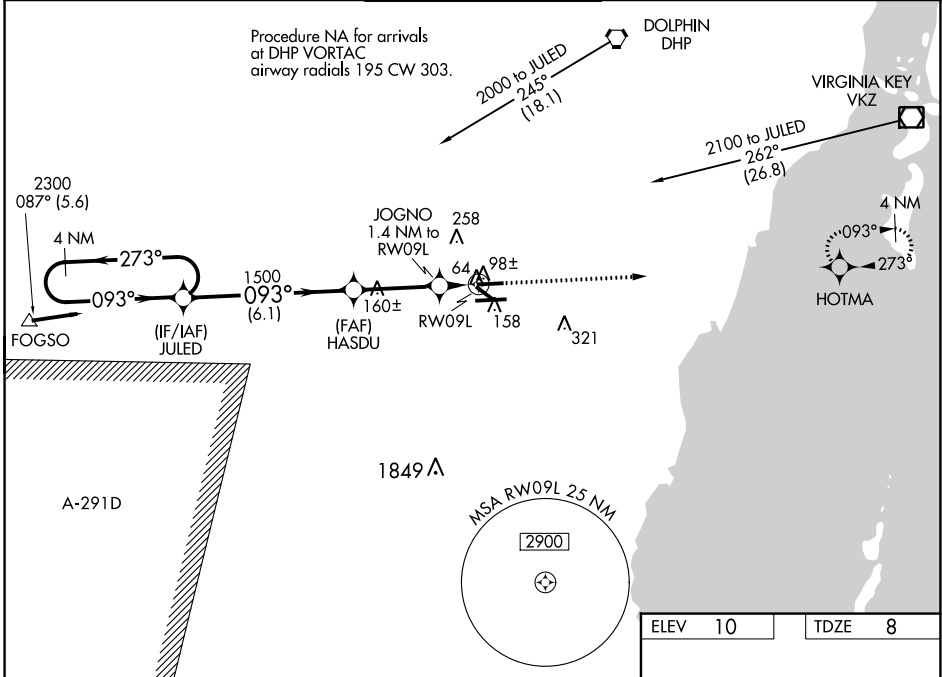 Procedure NA for arrivals
at DHP VORTAC
airway radials 195 CW 303.
DOLPHIN
DHP
2000 to JULED
245°
(18.1)
VIRGINIA KEY
VKZ
2100 to JULED
262°
(26.8)
2300
087° (5.6)
4 NM
273°
093°
FOGSO
(IF/IAF)
JULED
1500
093°
(6.1)
(FAF)
HASDU
160±
JOGNO
1.4 NM to
RW09L
258
64
98±
RW09L
158
321
4 NM
093°
273°
HOTMA
A-291D
1849
MSA RW09L 25 NM
2900
ELEV 10
TDZE 8